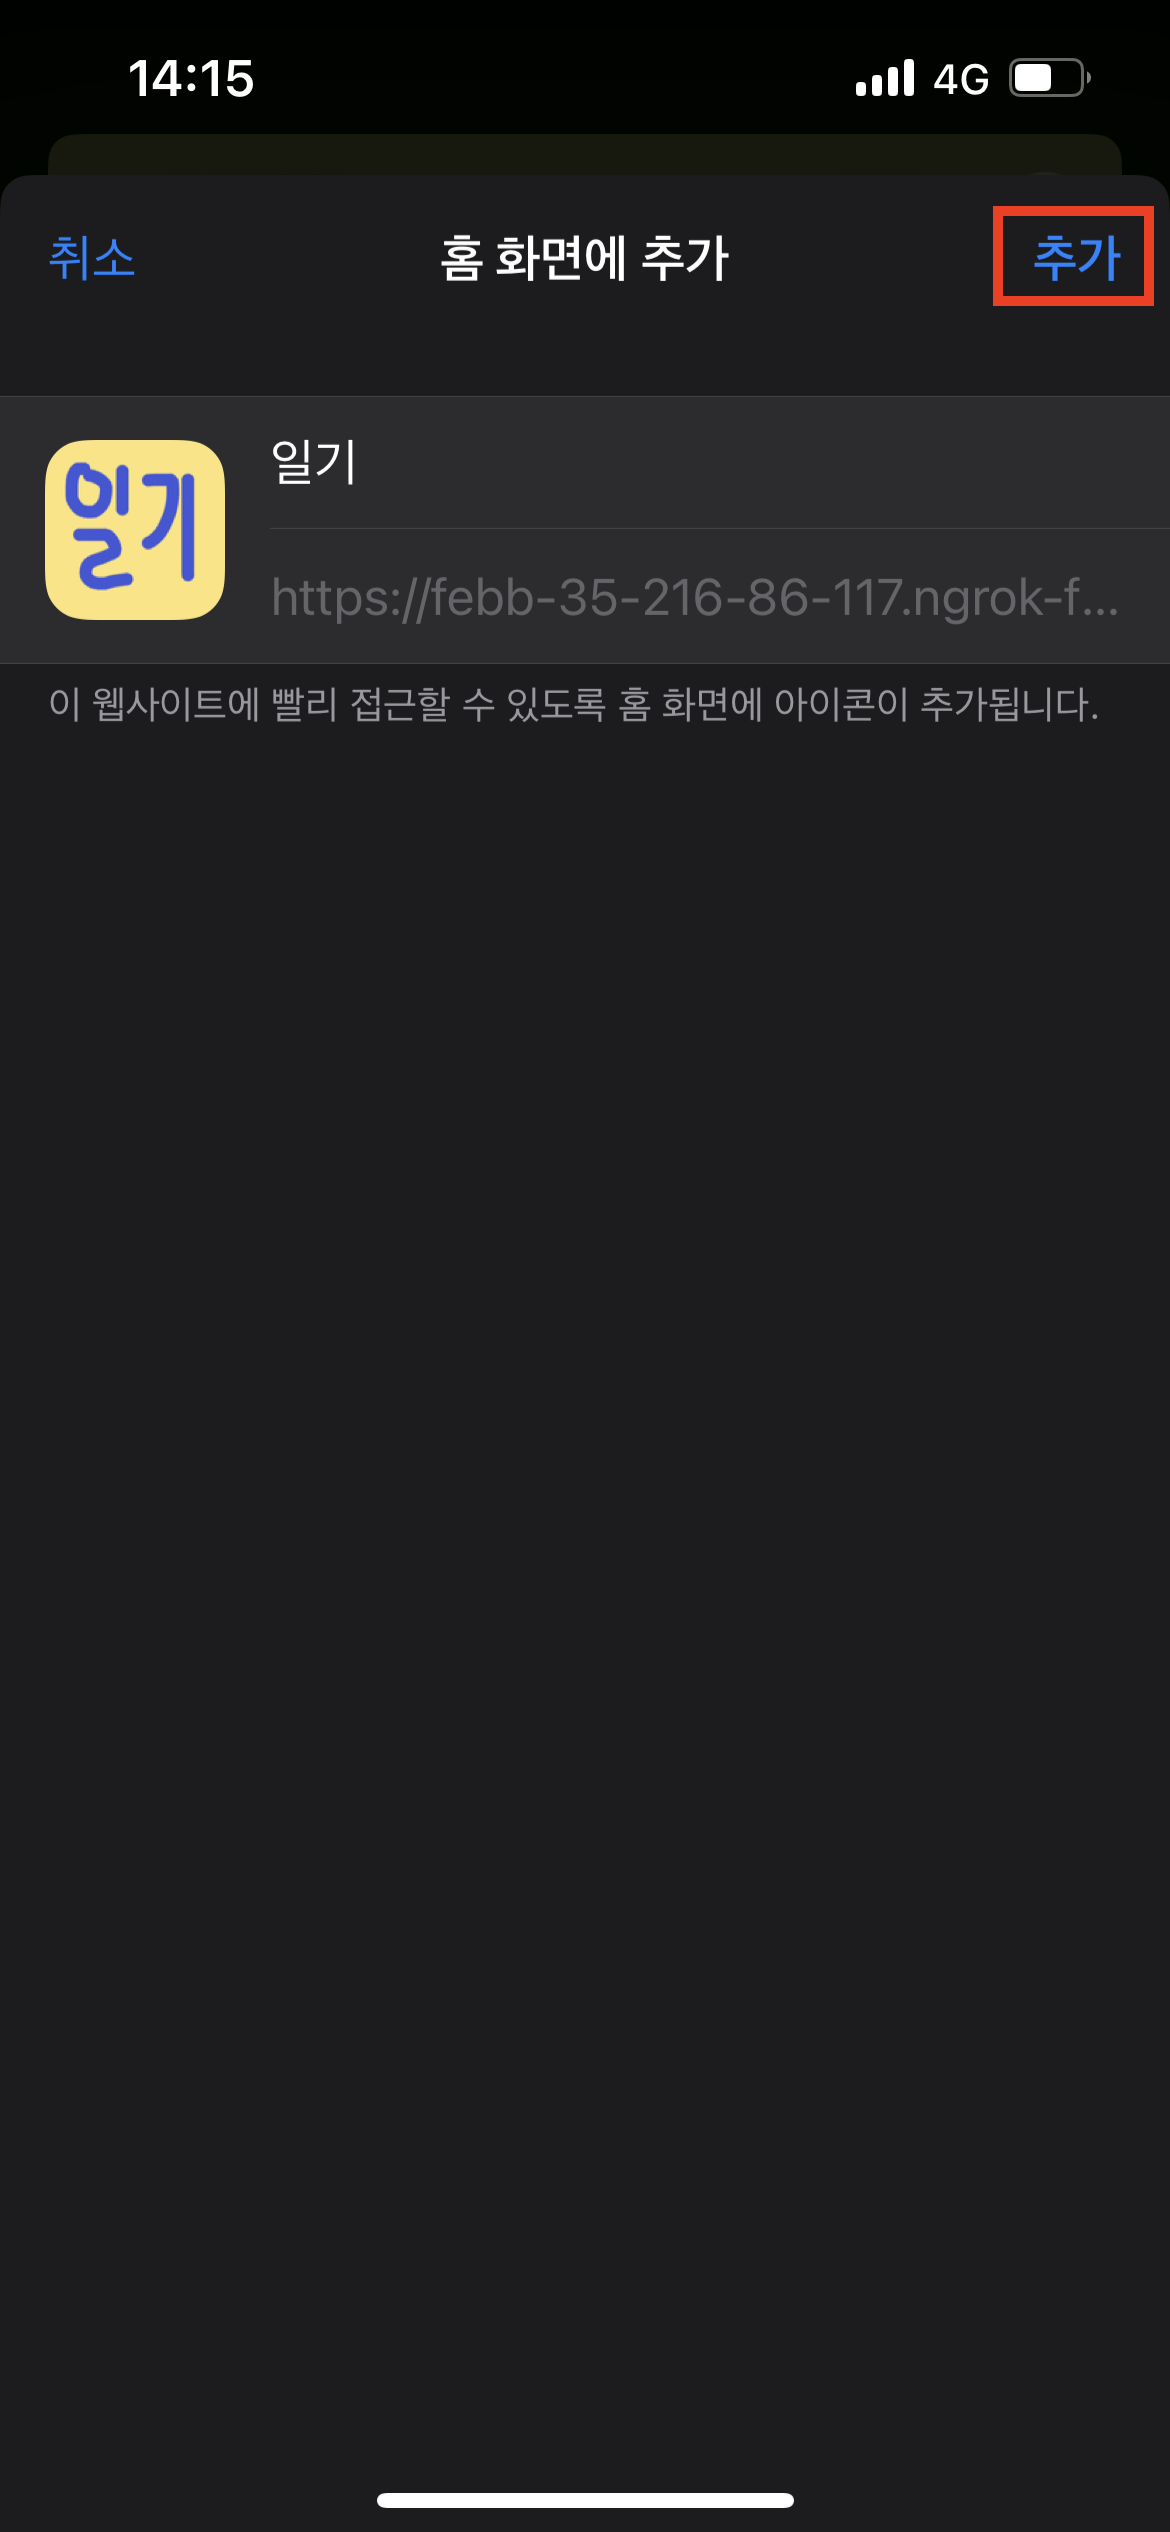 14:15 4G
취소 홈 화면에 추가 추가
일기
일기
https://febb-35-216-86-117.ngrok-f...
이 웹사이트에 빨리 접근할 수 있도록 홈 화면에 아이콘이 추가됩니다.